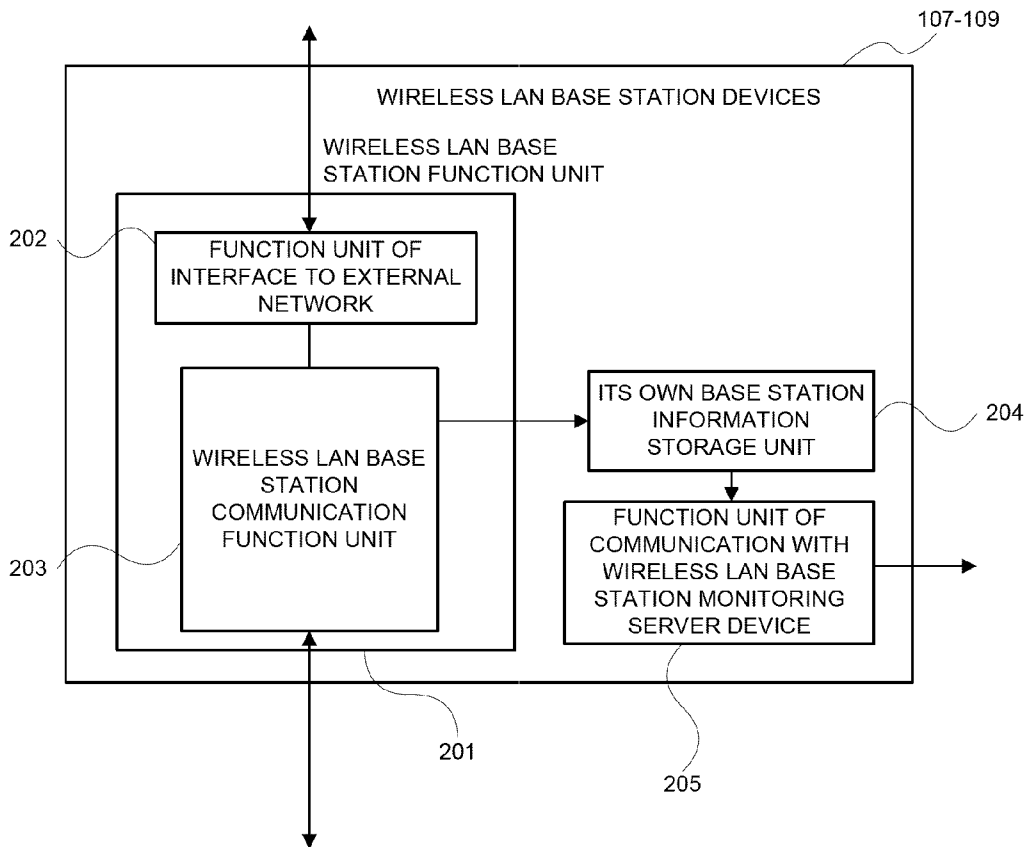 107-109
WIRELESS LAN BASE STATION DEVICES
WIRELESS LAN BASE
STATION FUNCTION UNIT
202
FUNCTION UNIT OF
INTERFACE TO EXTERNAL
NETWORK
ITS OWN BASE STATION
INFORMATION
STORAGE UNIT
204
WIRELESS LAN BASE
STATION
COMMUNICATION
FUNCTION UNIT
203
FUNCTION UNIT OF
COMMUNICATION WITH
WIRELESS LAN BASE
STATION MONITORING
SERVER DEVICE
201
205